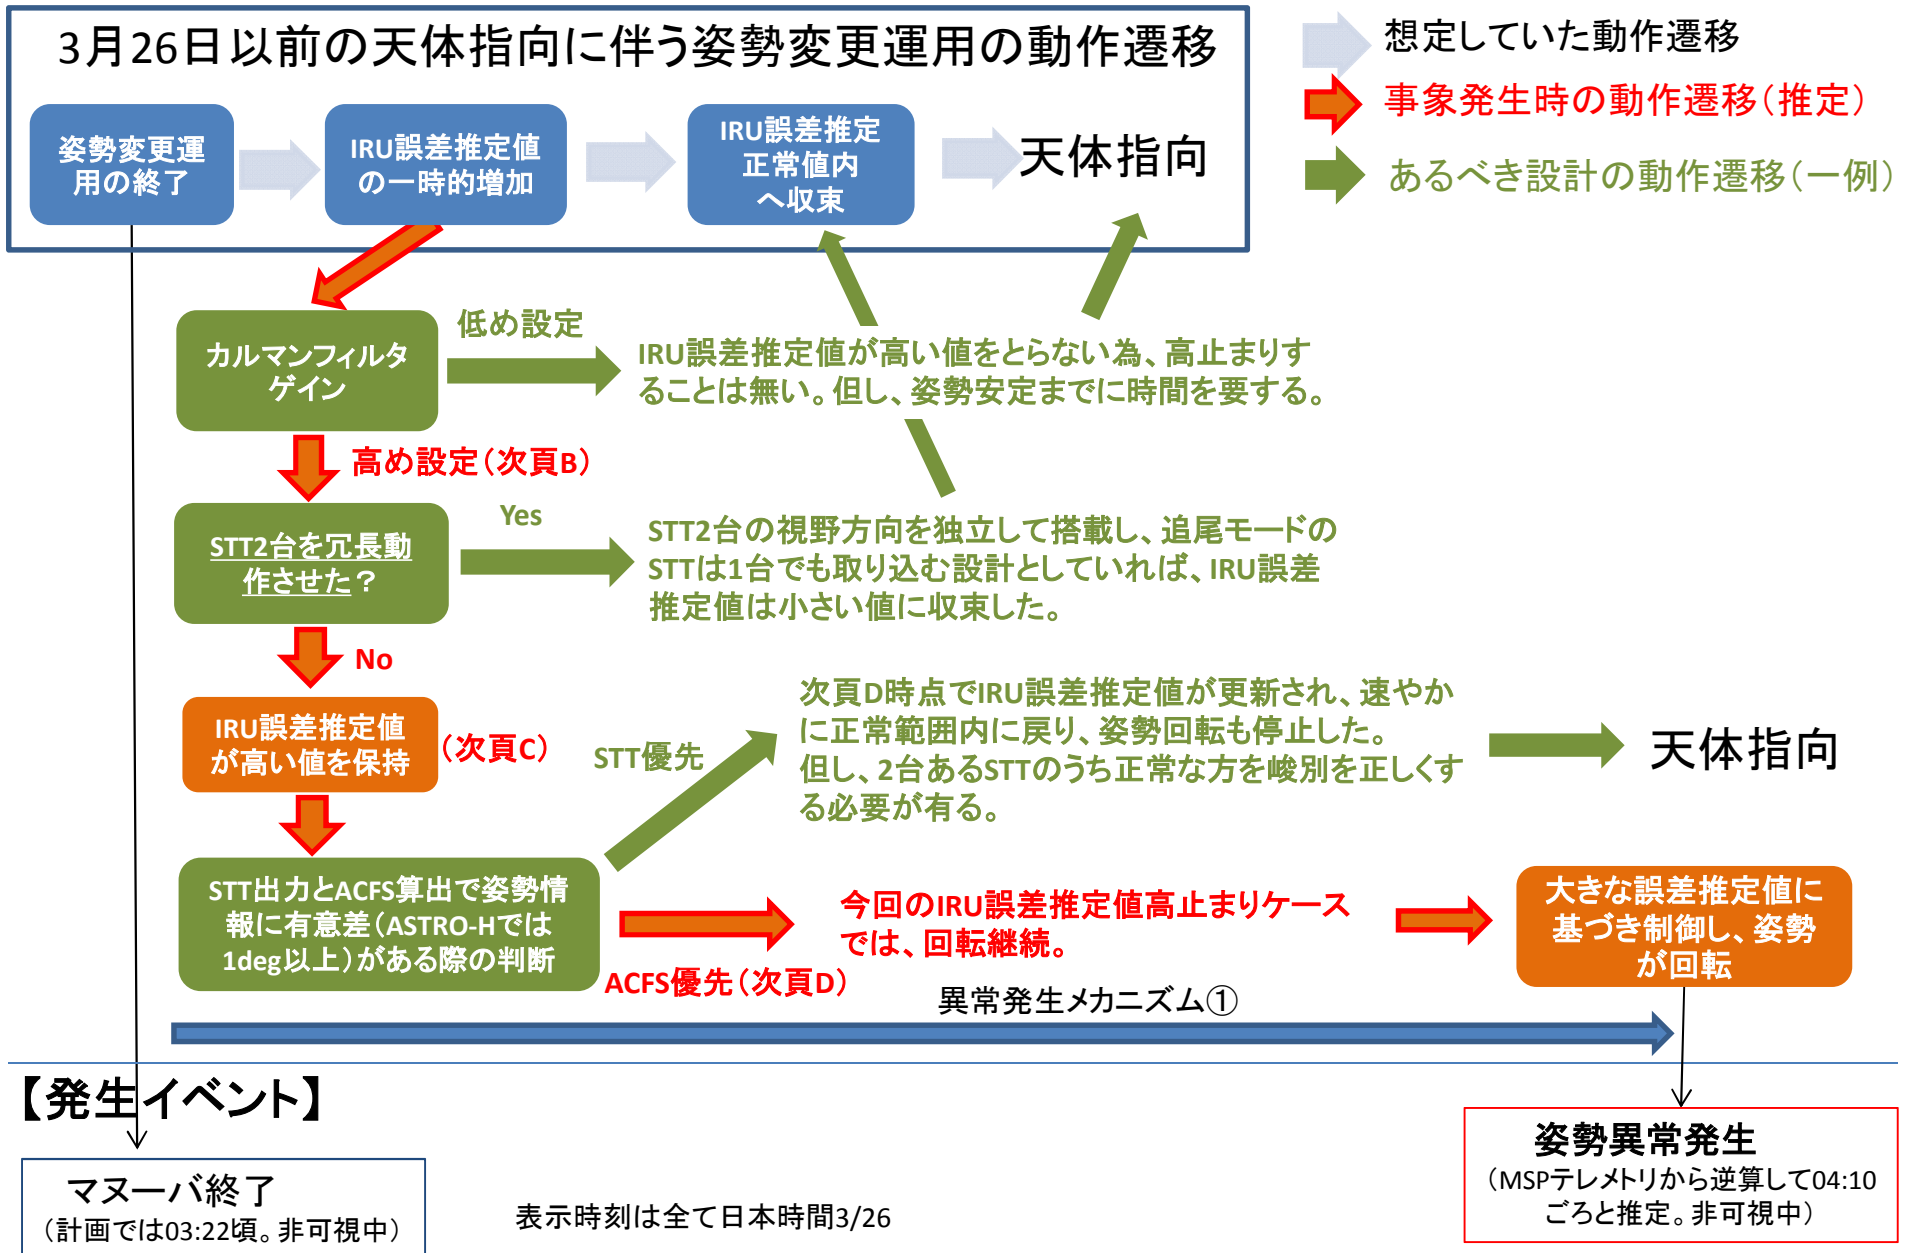 3月26日以前の天体指向に伴う姿勢変更運用の動作遷移
想定していた動作遷移
事象発生時の動作遷移(推定)
あるべき設計の動作遷移(一例)
姿勢変更運
用の終了
IRU誤差推定値
の一時的増加
IRU誤差推定
正常値内
へ収束
天体指向
カルマンフィルタ
ゲイン
低め設定
IRU誤差推定値が高い値をとらない為、高止まりす
ることは無い。但し、姿勢安定までに時間を要する。
高め設定(次頁B)
STT2台を冗長動
作させた?
Yes
STT2台の視野方向を独立して搭載し、追尾モードの
STTは1台でも取り込む設計としていれば、IRU誤差
推定値は小さい値に収束した。
No
IRU誤差推定値
が高い値を保持
(次頁C)
STT優先
次頁D時点でIRU誤差推定値が更新され、速やか
に正常範囲内に戻り、姿勢回転も停止した。
但し、2台あるSTTのうち正常な方を峻別を正しくす
る必要が有る。
天体指向
STT出力とACFS算出で姿勢情
報に有意差(ASTRO-Hでは
1deg以上)がある際の判断
ACFS優先(次頁D)
今回のIRU誤差推定値高止まりケース
では、回転継続。
大きな誤差推定値に
基づき制御し、姿勢
が回転
異常発生メカニズム①
【発生イベント】
マヌーバ終了
(計画では03:22頃。非可視中)
表示時刻は全て日本時間3/26
姿勢異常発生
(MSPテレメトリから逆算して04:10
ごろと推定。非可視中)